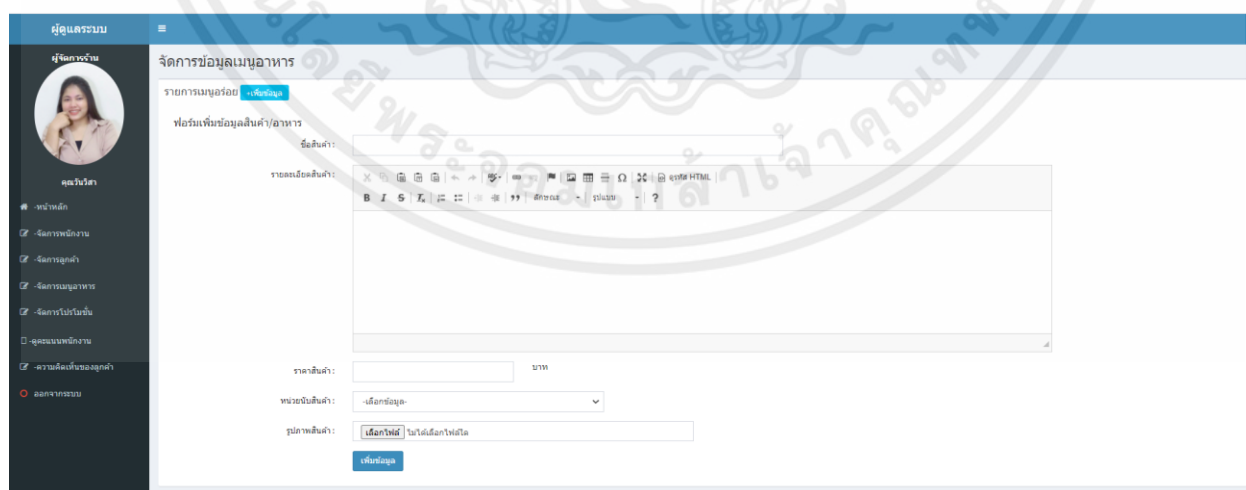 ผู้ดูแลระบบ
ผู้จัดการร้าน
คุณวันวิสา
-หน้าหลัก
-จัดการพนักงาน
-จัดการลูกค้า
-จัดการเมนูอาหาร
-จัดการโปรโมชั่น
-ดูคะแนนพนักงาน
-ความคิดเห็นของลูกค้า
ออกจากระบบ
จัดการข้อมูลเมนูอาหาร
รายการเมนูอร่อย +เพิ่มข้อมูล
ฟอร์มเพิ่มข้อมูลสินค้า/อาหาร
ชื่อสินค้า :
รายละเอียดสินค้า :
Ω ดูรหัส HTML
B I S Tx ลักษณะ รูปแบบ ?
ราคาสินค้า : บาท
หน่วยนับสินค้า : -เลือกข้อมูล-
รูปภาพสินค้า : เลือกไฟล์ ไม่ได้เลือกไฟล์ใด
เพิ่มข้อมูล